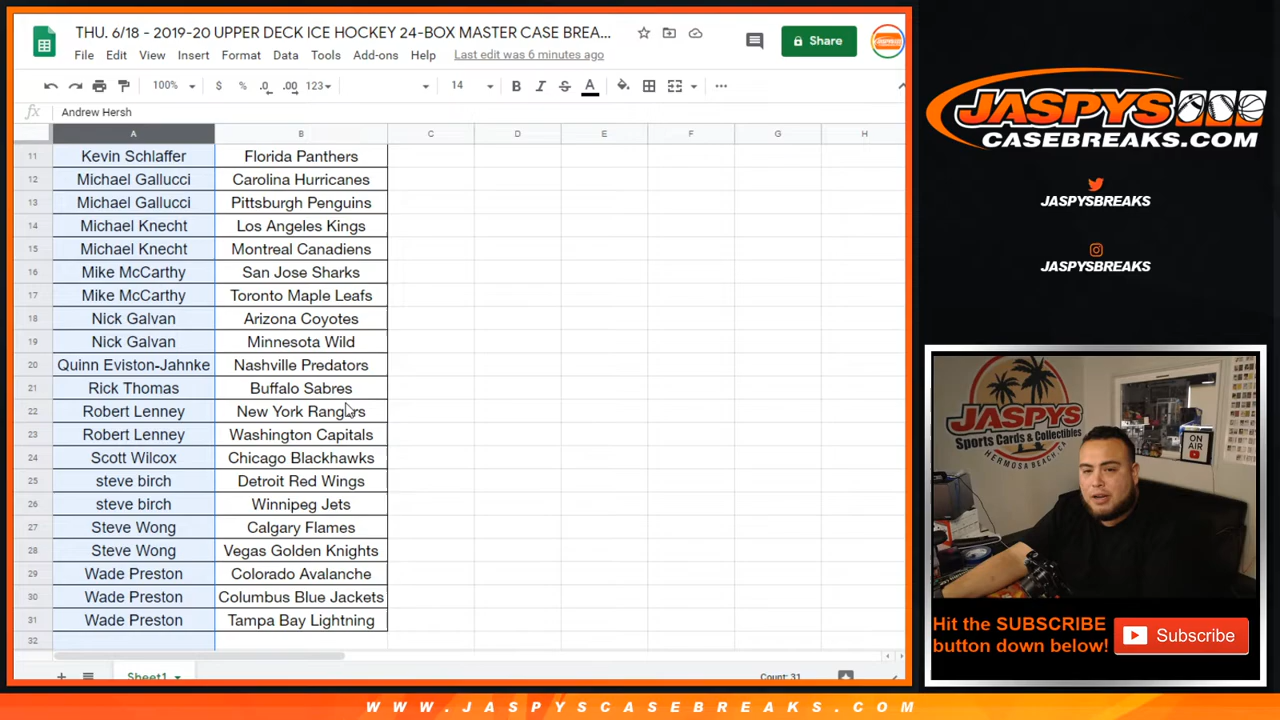 THU. 6/18 - 2019-20 UPPER DECK ICE HOCKEY 24-BOX MASTER CASE BREA...
File Edit View Insert Format Data Tools Add-ons Help Last edit was 6 minutes ago
Share
100% $ % .0 .00 123 14 B I S A
fx Andrew Hersh
A B C D E F G H
11 Kevin Schlaffer Florida Panthers
12 Michael Gallucci Carolina Hurricanes
13 Michael Gallucci Pittsburgh Penguins
14 Michael Knecht Los Angeles Kings
15 Michael Knecht Montreal Canadiens
16 Mike McCarthy San Jose Sharks
17 Mike McCarthy Toronto Maple Leafs
18 Nick Galvan Arizona Coyotes
19 Nick Galvan Minnesota Wild
20 Quinn Eviston-Jahnke Nashville Predators
21 Rick Thomas Buffalo Sabres
22 Robert Lenney New York Rangers
23 Robert Lenney Washington Capitals
24 Scott Wilcox Chicago Blackhawks
25 steve birch Detroit Red Wings
26 steve birch Winnipeg Jets
27 Steve Wong Calgary Flames
28 Steve Wong Vegas Golden Knights
29 Wade Preston Colorado Avalanche
30 Wade Preston Columbus Blue Jackets
31 Wade Preston Tampa Bay Lightning
32
Sheet1
Count: 31
JASPYS
CASEBREAKS.COM
JASPYSBREAKS
JASPYSBREAKS
JASPYS
Sports Cards & Collectibles
HERMOSA BEACH, CA
ON AIR
Hit the SUBSCRIBE
button down below!
Subscribe
WWW.JASPYSCASEBREAKS.COM